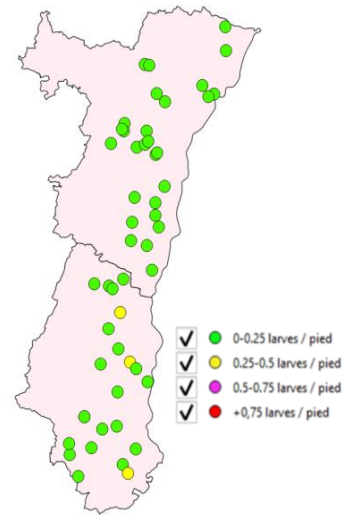 0-0.25 larves / pied
0.25-0.5 larves / pied
0.5-0.75 larves / pied
+0,75 larves / pied